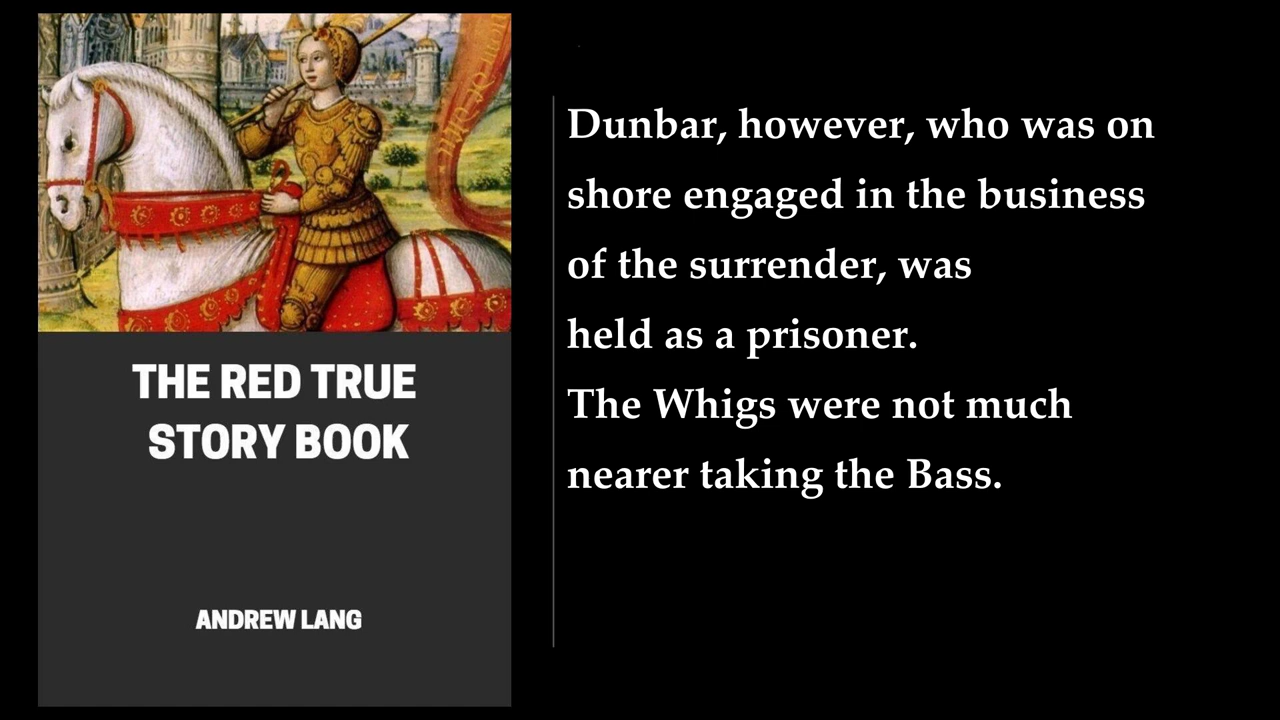 THE RED TRUE
STORY BOOK
ANDREW LANG
Dunbar, however, who was on
shore engaged in the business
of the surrender, was
held as a prisoner.
The Whigs were not much
nearer taking the Bass.